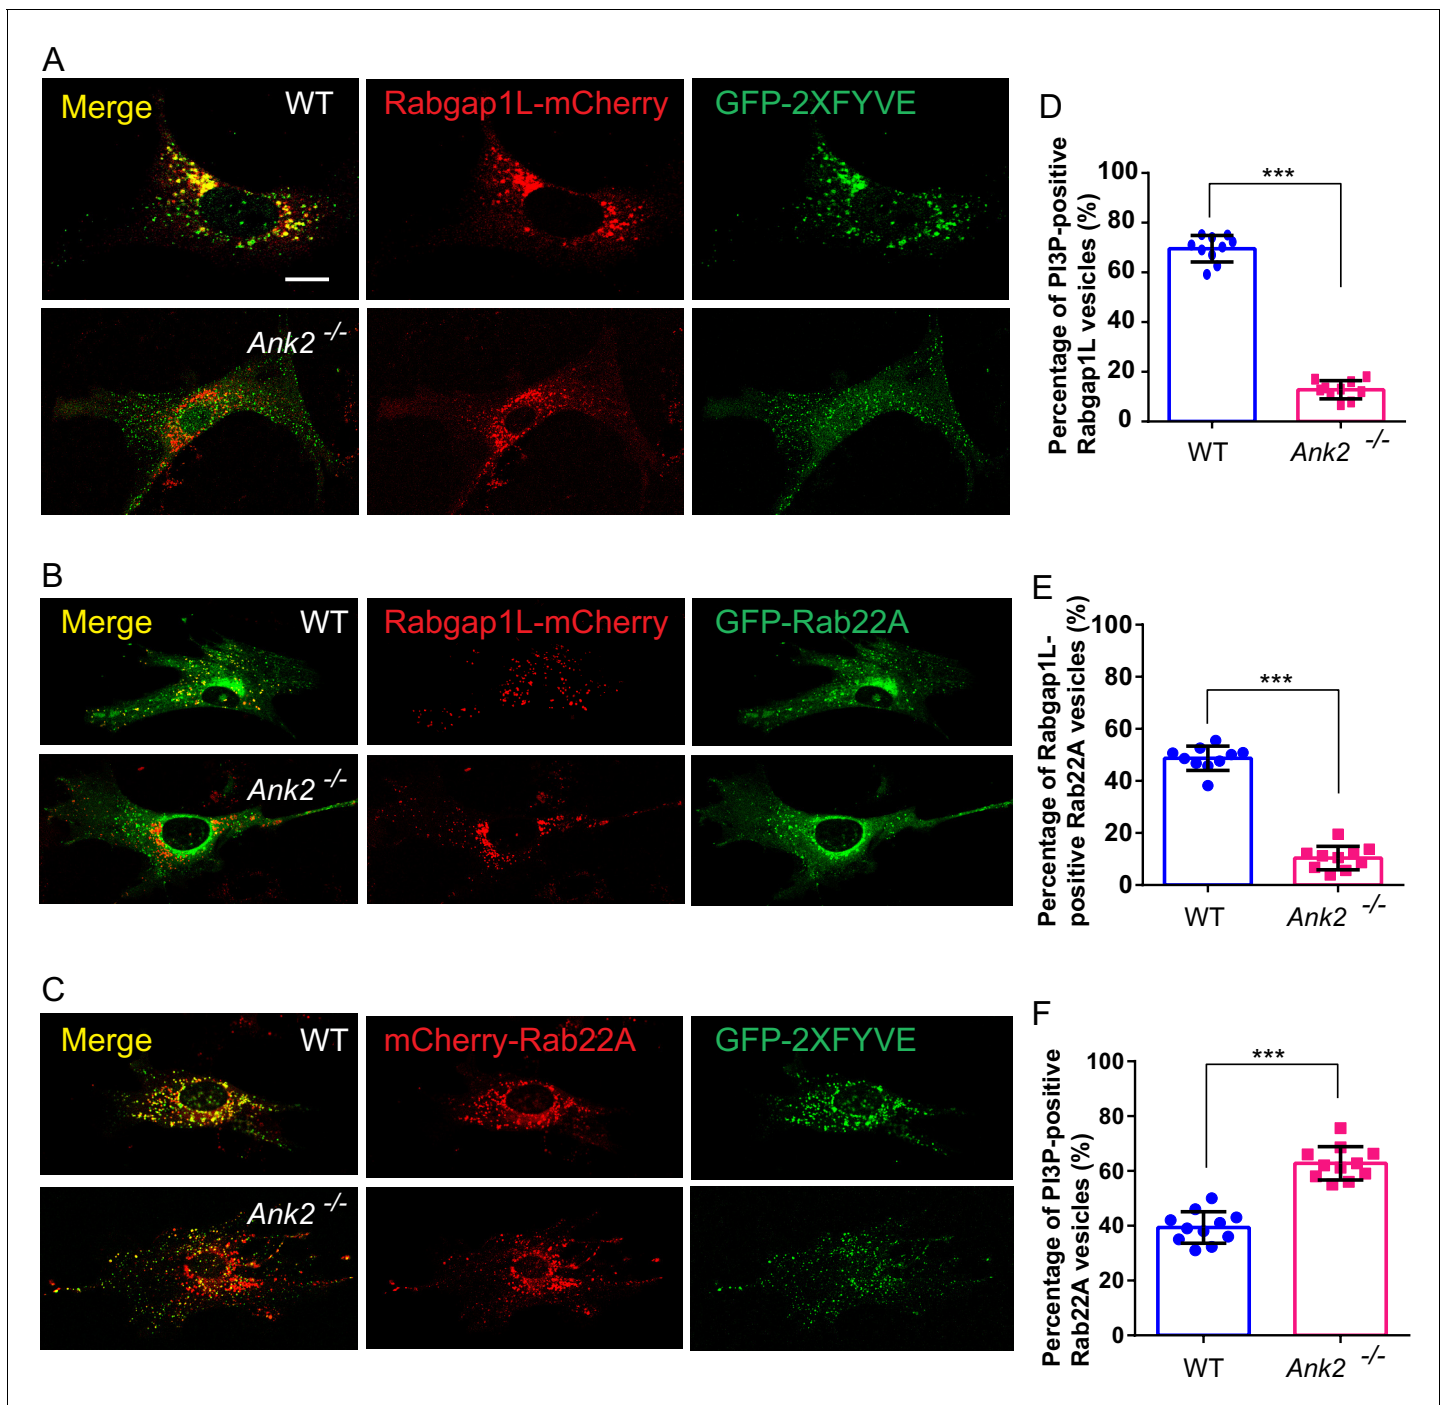 A
Merge WT Rabgap1L-mCherry GFP-2XFYVE
Ank2 -/-
B
Merge WT Rabgap1L-mCherry GFP-Rab22A
Ank2 -/-
C
Merge WT mCherry-Rab22A GFP-2XFYVE
Ank2 -/-
D
Percentage of PI3P-positive
Rabgap1L vesicles (%)
100
80
60
40
20
0
***
WT Ank2 -/-
E
Percentage of Rabgap1L-
positive Rab22A vesicles (%)
100
80
60
40
20
0
***
WT Ank2 -/-
F
Percentage of PI3P-positive
Rab22A vesicles (%)
100
80
60
40
20
0
***
WT Ank2 -/-